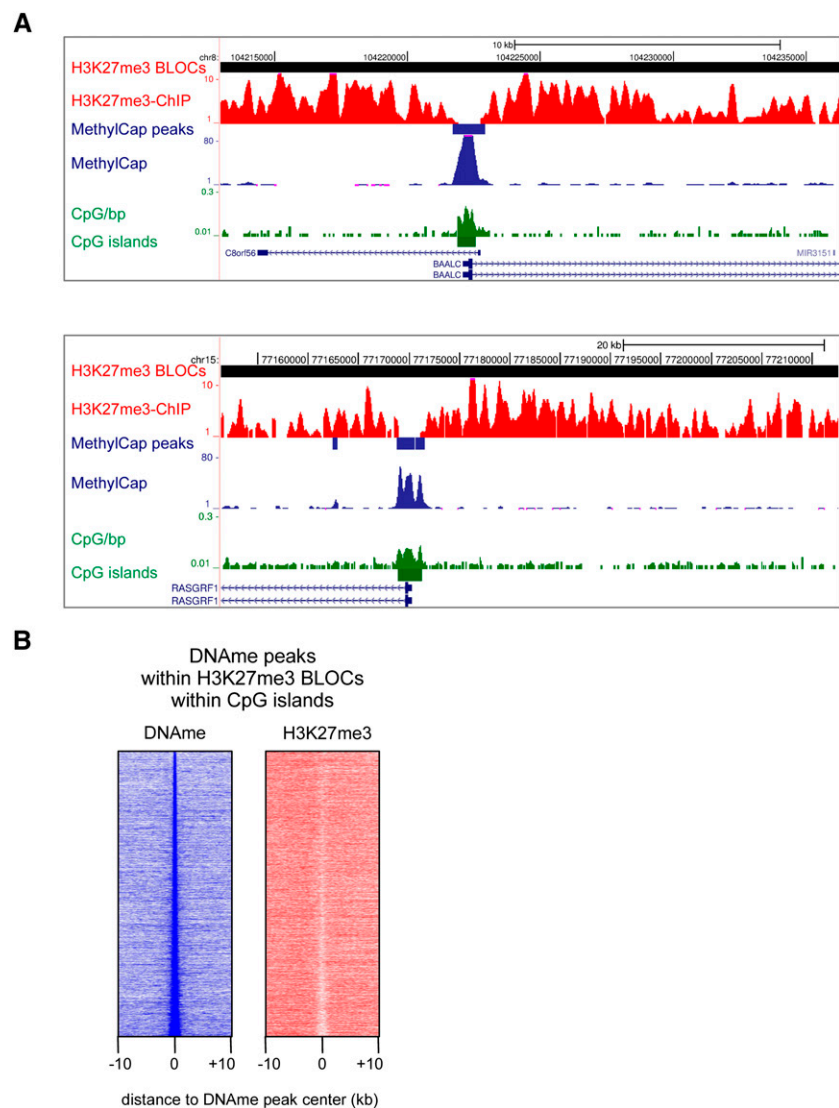 A
10 kb
chr8: 104215000 104220000 104225000 104230000 104235000
H3K27me3 BLOCs
10
H3K27me3-ChIP
1
MethylCap peaks
80
MethylCap
1
0.3
CpG/bp
0.01
CpG islands
C8orf56
BAALC
MIR3151
BAALC
20 kb
chr15: 77160000 77165000 77170000 77175000 77180000 77185000 77190000 77195000 77200000 77205000 77210000
H3K27me3 BLOCs
10
H3K27me3-ChIP
1
MethylCap peaks
80
MethylCap
1
0.3
CpG/bp
0.01
CpG islands
RASGRF1
RASGRF1
B
DNAme peaks
within H3K27me3 BLOCs
within CpG islands
DNAme H3K27me3
-10 0 +10 -10 0 +10
distance to DNAme peak center (kb)